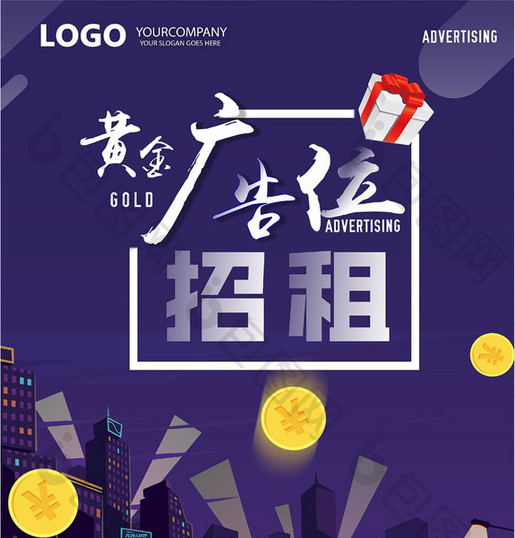 LOGO
YOURCOMPANY
YOUR SLOGAN GOES HERE
ADVERTISING
黄金广告位
GOLD
ADVERTISING
招租
¥
¥
¥